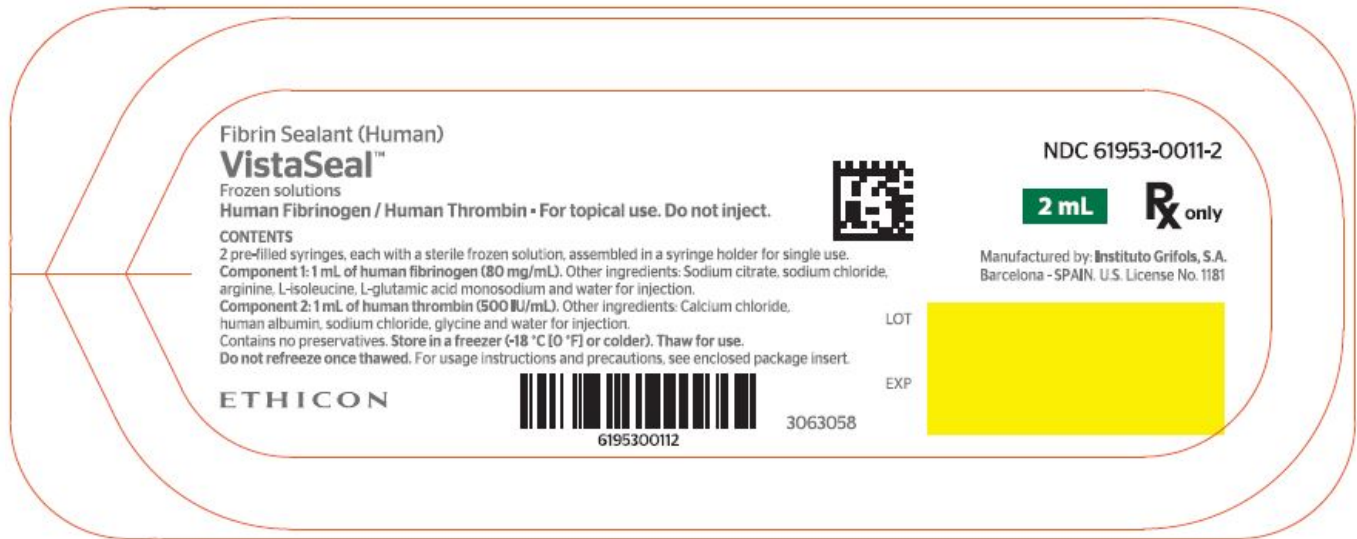 Fibrin Sealant (Human)
VistaSeal™
Frozen solutions
Human Fibrinogen / Human Thrombin ▪ For topical use. Do not inject.
CONTENTS
2 pre-filled syringes, each with a sterile frozen solution, assembled in a syringe holder for single use.
Component 1: 1 mL of human fibrinogen (80 mg/mL). Other ingredients: Sodium citrate, sodium chloride,
arginine, L-isoleucine, L-glutamic acid monosodium and water for injection.
Component 2: 1 mL of human thrombin (500 IU/mL). Other ingredients: Calcium chloride,
human albumin, sodium chloride, glycine and water for injection.
Contains no preservatives. Store in a freezer (-18 °C [0 °F] or colder). Thaw for use.
Do not refreeze once thawed. For usage instructions and precautions, see enclosed package insert.
ETHICON
6195300112
3063058
NDC 61953-0011-2
2 mL
Rx only
Manufactured by: Instituto Grifols, S.A.
Barcelona - SPAIN. U.S. License No. 1181
LOT
EXP